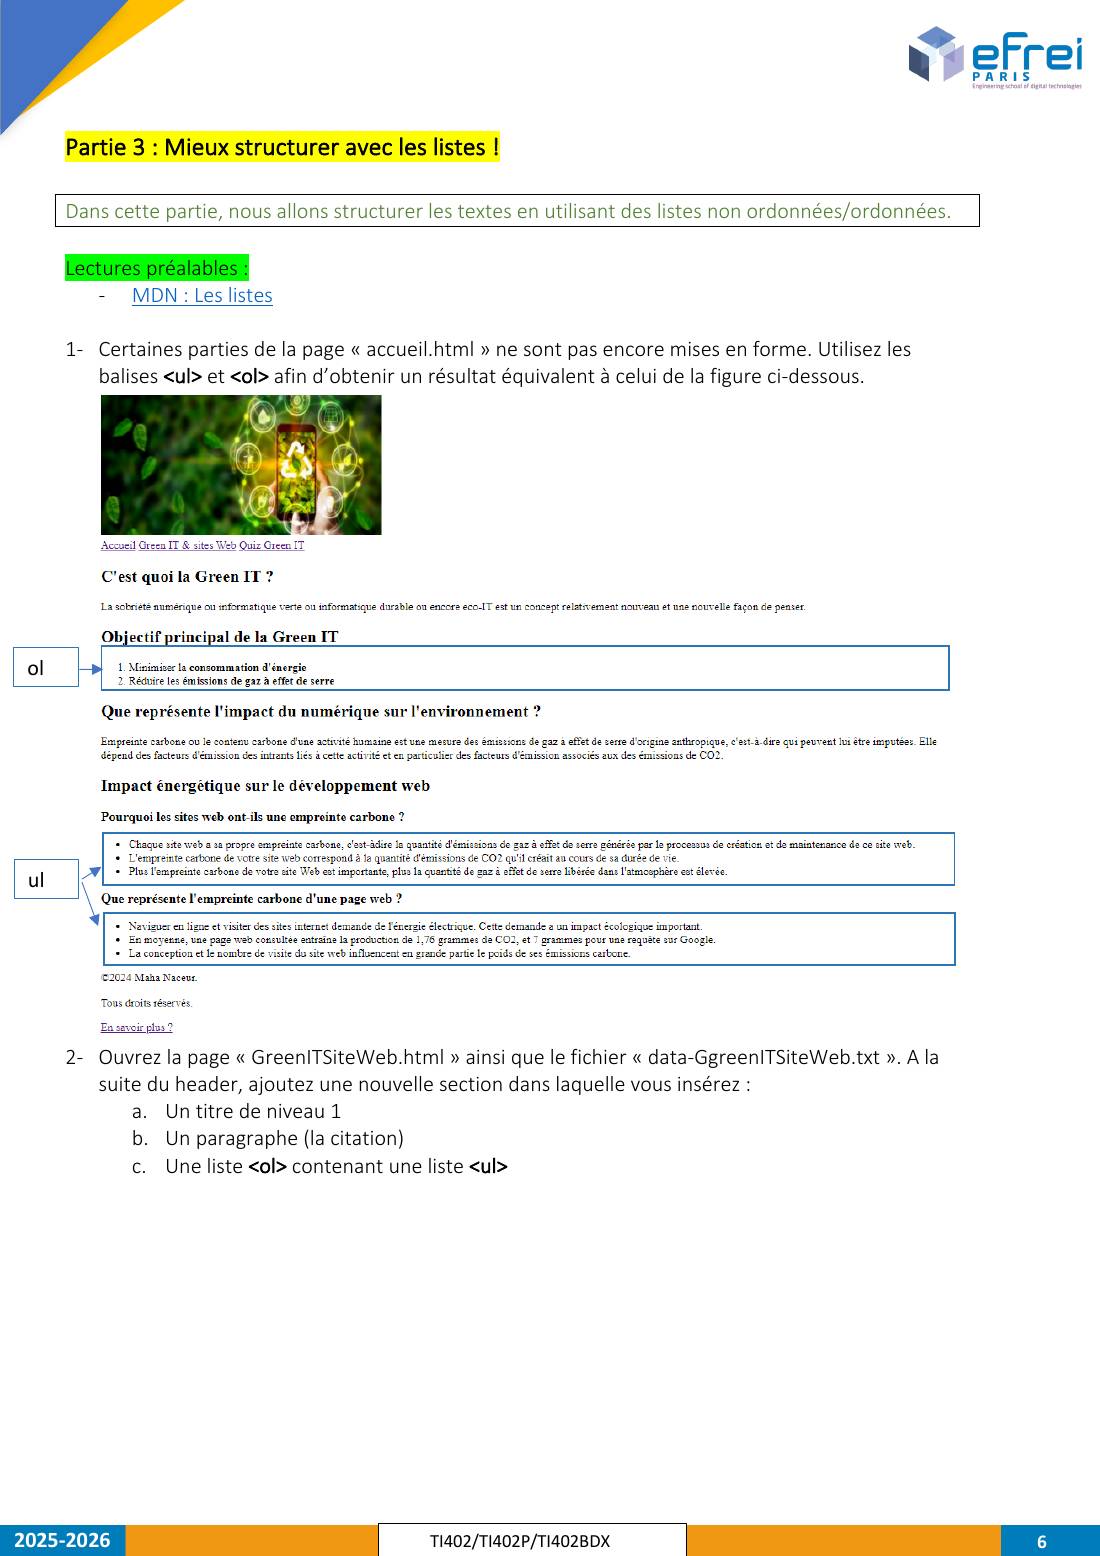 efrei
PARIS
Engineering school of digital technologies
Partie 3 : Mieux structurer avec les listes !
Dans cette partie, nous allons structurer les textes en utilisant des listes non ordonnées/ordonnées.
Lectures préalables :
- MDN : Les listes
1- Certaines parties de la page « accueil.html » ne sont pas encore mises en forme. Utilisez les
balises <ul> et <ol> afin d'obtenir un résultat équivalent à celui de la figure ci-dessous.
Accueil Green IT & sites Web Quiz Green IT
C'est quoi la Green IT ?
La sobriété numérique ou informatique verte ou informatique durable ou encore eco-IT est un concept relativement nouveau et une nouvelle façon de penser.
Objectif principal de la Green IT
ol
1. Minimiser la consommation d'énergie
2. Réduire les émissions de gaz à effet de serre
Que représente l'impact du numérique sur l'environnement ?
Empreinte carbone ou le contenu carbone d'une activité humaine est une mesure des émissions de gaz à effet de serre d'origine anthropique, c'est-à-dire qui peuvent lui être imputées. Elle
dépend des facteurs d'émission des intrants liés à cette activité et en particulier des facteurs d'émission associés aux des émissions de CO2.
Impact énergétique sur le développement web
Pourquoi les sites web ont-ils une empreinte carbone ?
• Chaque site web a sa propre empreinte carbone, c'est-àdire la quantité d'émissions de gaz à effet de serre générée par le processus de création et de maintenance de ce site web.
• L'empreinte carbone de votre site web correspond à la quantité d'émissions de CO2 qu'il créait au cours de sa durée de vie.
• Plus l'empreinte carbone de votre site Web est importante, plus la quantité de gaz à effet de serre libérée dans l'atmosphère est élevée.
ul
Que représente l'empreinte carbone d'une page web ?
• Naviguer en ligne et visiter des sites internet demande de l'énergie électrique. Cette demande a un impact écologique important.
• En moyenne, une page web consultée entraîne la production de 1,76 grammes de CO2, et 7 grammes pour une requête sur Google.
• La conception et le nombre de visite du site web influencent en grande partie le poids de ses émissions carbone.
©2024 Maha Naceur.
Tous droits réservés.
En savoir plus ?
2- Ouvrez la page « GreenITSiteWeb.html » ainsi que le fichier « data-GgreenITSiteWeb.txt ». A la
suite du header, ajoutez une nouvelle section dans laquelle vous insérez :
a. Un titre de niveau 1
b. Un paragraphe (la citation)
c. Une liste <ol> contenant une liste <ul>
2025-2026
TI402/TI402P/TI402BDX
6